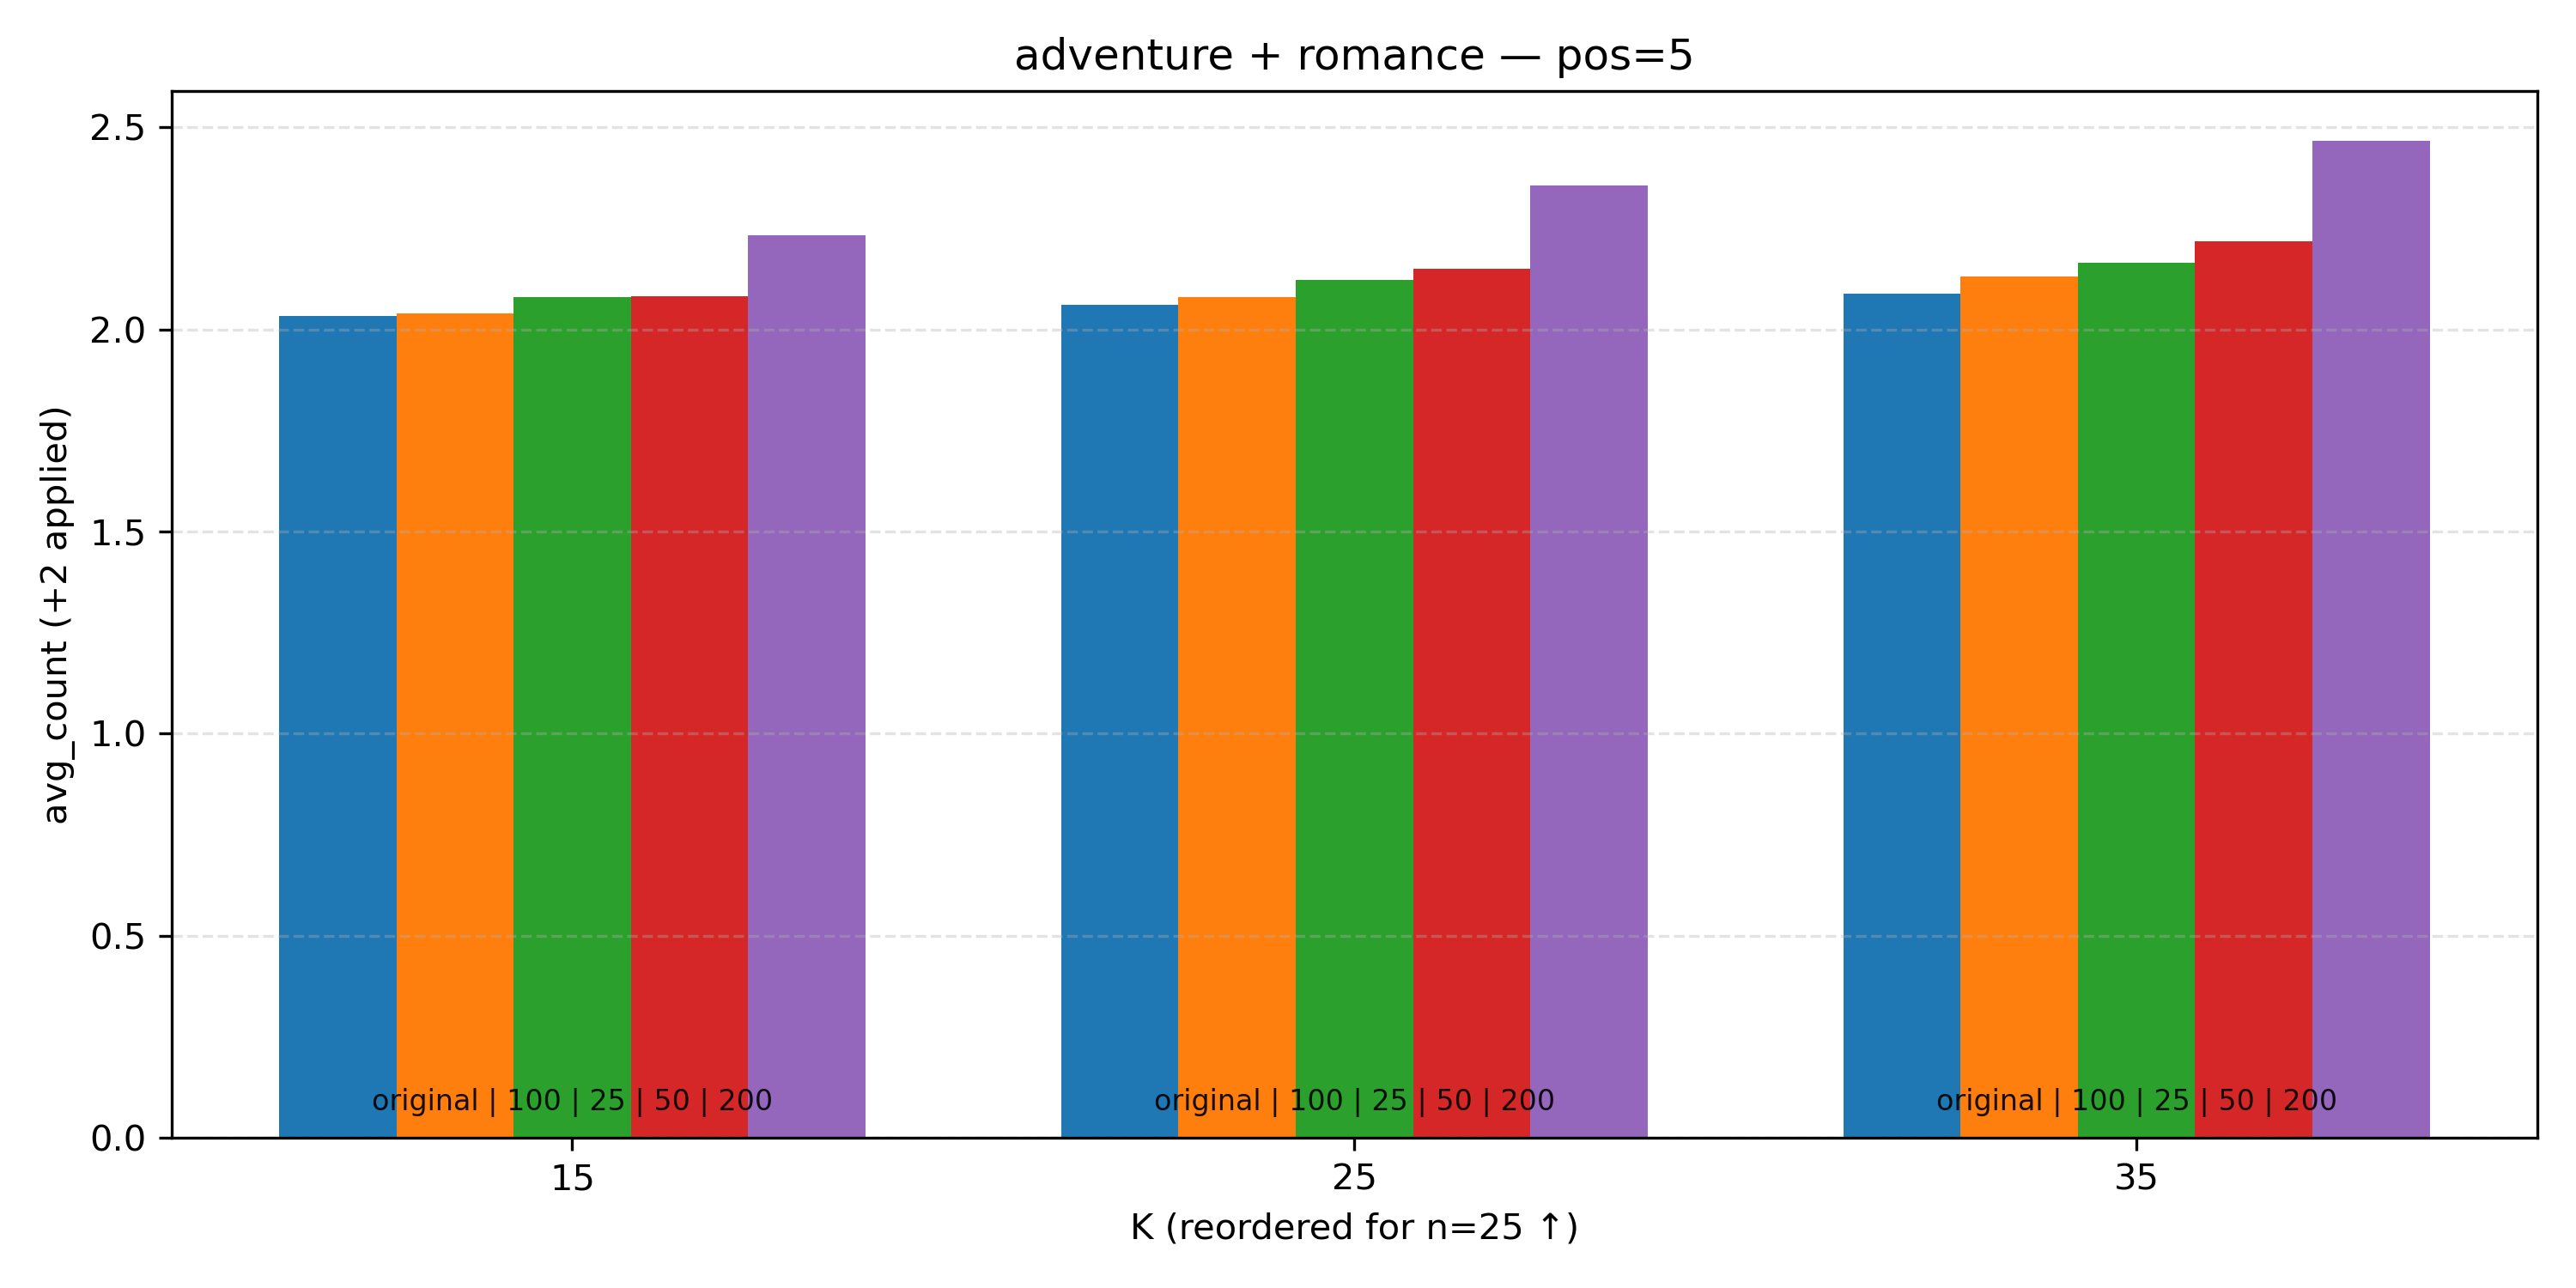 adventure + romance — pos=5
avg_count (+2 applied)
2.5
2.0
1.5
1.0
0.5
0.0
original | 100 | 25 | 50 | 200
original | 100 | 25 | 50 | 200
original | 100 | 25 | 50 | 200
15
25
35
K (reordered for n=25 ↑)